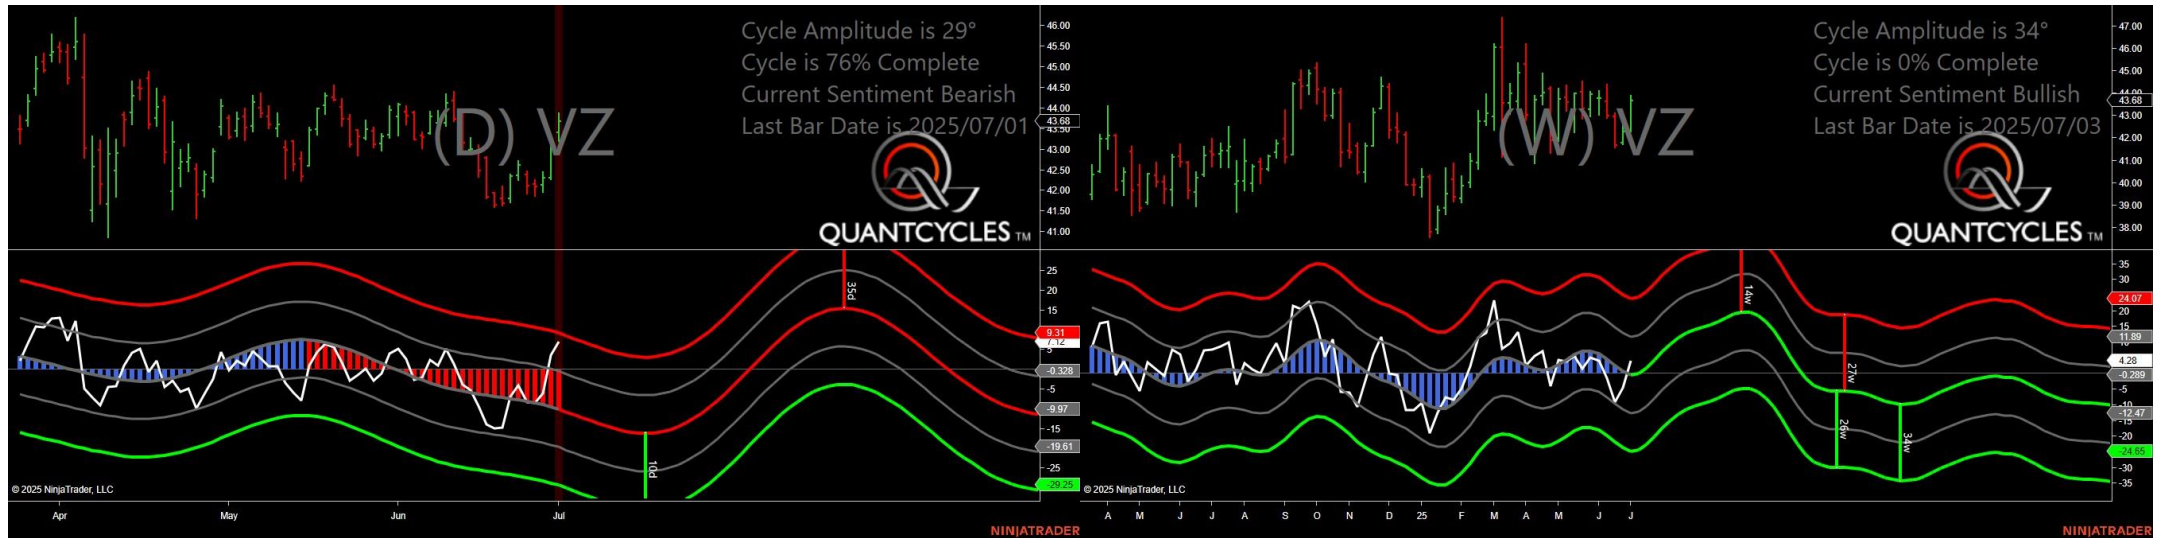 Cycle Amplitude is 29°
Cycle is 76% Complete
Current Sentiment Bearish
Last Bar Date is 2025/07/01
(D) VZ
QUANTCYCLES TM
46.00
45.50
45.00
44.50
44.00
43.68
43.50
43.00
42.50
42.00
41.50
41.00
35d
10d
25
20
15
9.31
7.12
5
-0.328
-5
-9.97
-15
-19.61
-25
-29.25
© 2025 NinjaTrader, LLC
Apr May Jun Jul
NINJATRADER
Cycle Amplitude is 34°
Cycle is 0% Complete
Current Sentiment Bullish
Last Bar Date is 2025/07/03
(W) VZ
QUANTCYCLES TM
47.00
46.00
45.00
44.00
43.68
43.00
42.00
41.00
40.00
39.00
38.00
14w
27w
26w
34w
35
30
24.07
20
15
11.89
4.28
-0.289
-5
-10
-12.47
-15
-20
-24.65
-30
-35
© 2025 NinjaTrader, LLC
A M J J A S O N D 25 F M A M J J
NINJATRADER